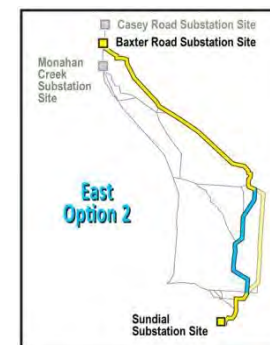 Casey Road Substation Site
Baxter Road Substation Site
Monahan
Creek
Substation
Site
East
Option 2
Sundial
Substation Site